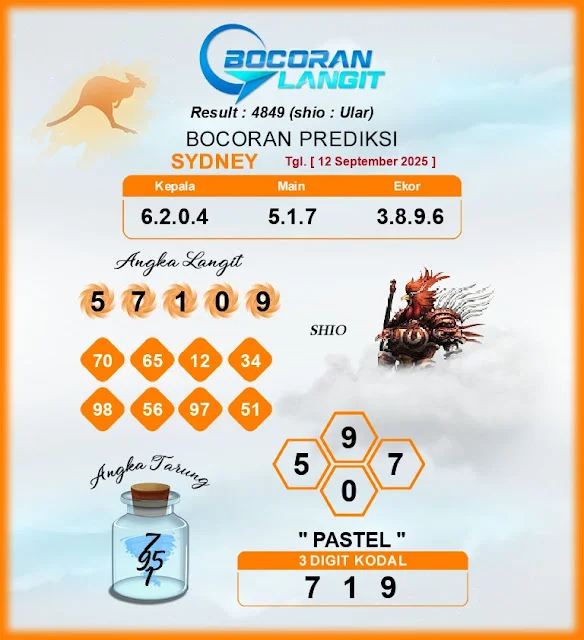 BOCORAN
LANGIT
Result : 4849 (shio : Ular)
BOCORAN PREDIKSI
SYDNEY Tgl. [ 12 September 2025 ]
Kepala Main Ekor
6.2.0.4 5.1.7 3.8.9.6
Angka Langit
5 7 1 0 9
SHIO
70 65 12 34
98 56 97 51
9
5 7
0
Angka Tarung
7
95
1
" PASTEL "
3 DIGIT KODAL
7 1 9